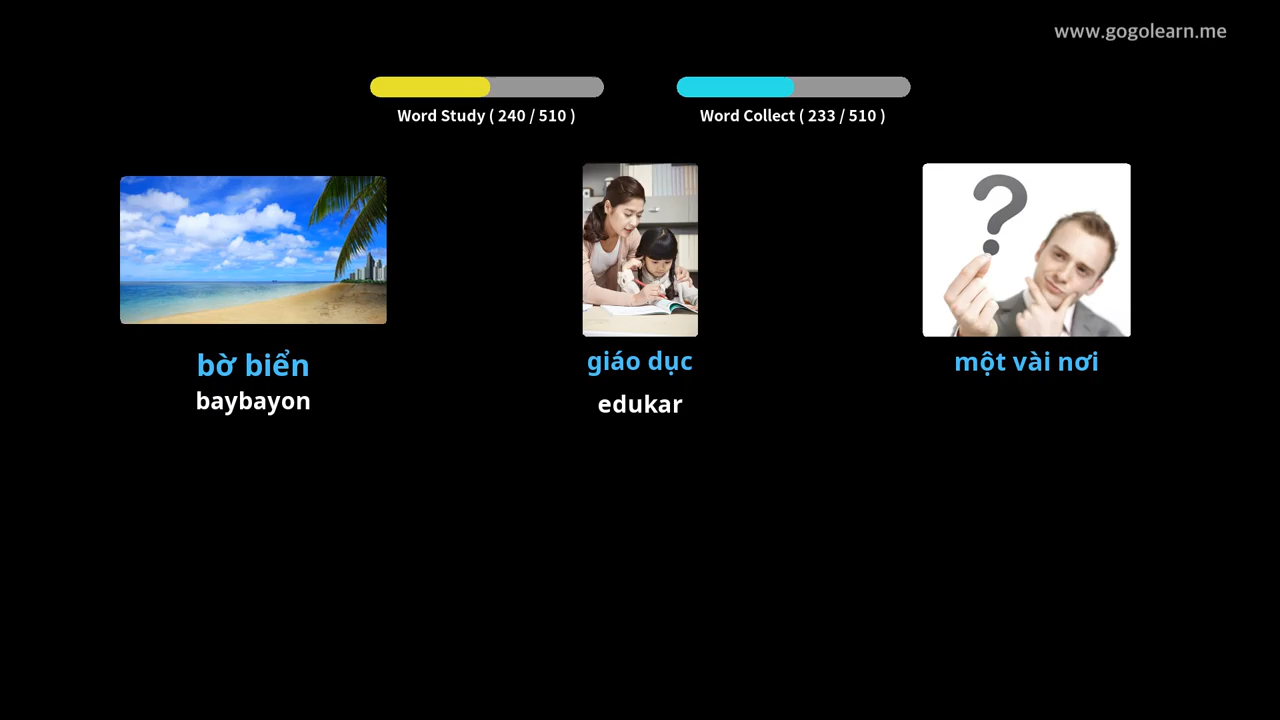 www.gogolearn.me
Word Study ( 240 / 510 )
Word Collect ( 233 / 510 )
bờ biển
baybayon
giáo dục
edukar
một vài nơi